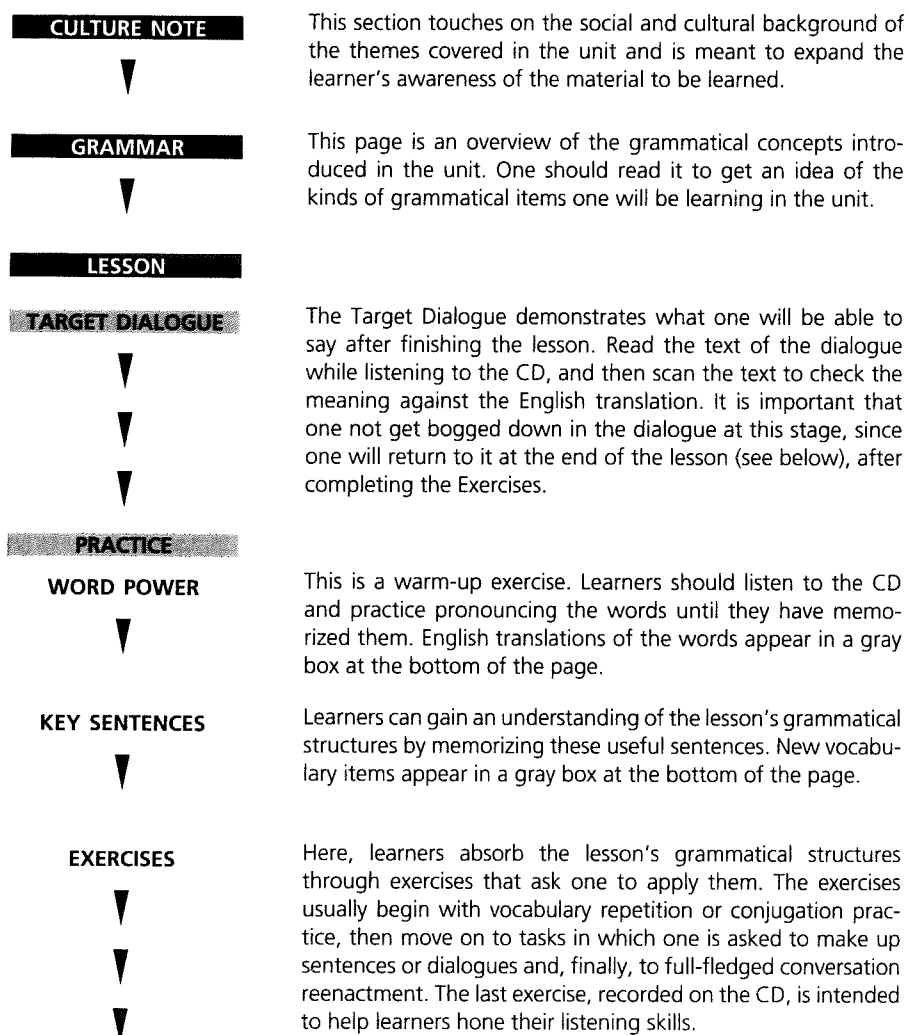 CULTURE NOTE
This section touches on the social and cultural background of
the themes covered in the unit and is meant to expand the
learner's awareness of the material to be learned.
GRAMMAR
This page is an overview of the grammatical concepts intro-
duced in the unit. One should read it to get an idea of the
kinds of grammatical items one will be learning in the unit.
LESSON
TARGET DIALOGUE
The Target Dialogue demonstrates what one will be able to
say after finishing the lesson. Read the text of the dialogue
while listening to the CD, and then scan the text to check the
meaning against the English translation. It is important that
one not get bogged down in the dialogue at this stage, since
one will return to it at the end of the lesson (see below), after
completing the Exercises.
PRACTICE
WORD POWER
This is a warm-up exercise. Learners should listen to the CD
and practice pronouncing the words until they have memo-
rized them. English translations of the words appear in a gray
box at the bottom of the page.
KEY SENTENCES
Learners can gain an understanding of the lesson's grammatical
structures by memorizing these useful sentences. New vocabu-
lary items appear in a gray box at the bottom of the page.
EXERCISES
Here, learners absorb the lesson's grammatical structures
through exercises that ask one to apply them. The exercises
usually begin with vocabulary repetition or conjugation prac-
tice, then move on to tasks in which one is asked to make up
sentences or dialogues and, finally, to full-fledged conversation
reenactment. The last exercise, recorded on the CD, is intended
to help learners hone their listening skills.